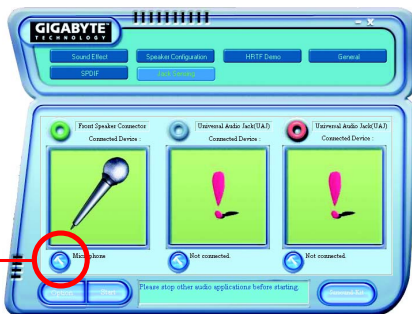 GIGABYTE
TECHNOLOGY
Sound Effect
Speaker Configuration
HRTF Demo
General
SPDIF
Jack Sensing
Front Speaker Connector
Connected Device :
Universal Audio Jack(UAJ)
Connected Device :
Universal Audio Jack(UAJ)
Connected Device :
Microphone
Not connected.
Not connected.
Option
Start
Please stop other audio applications before starting.